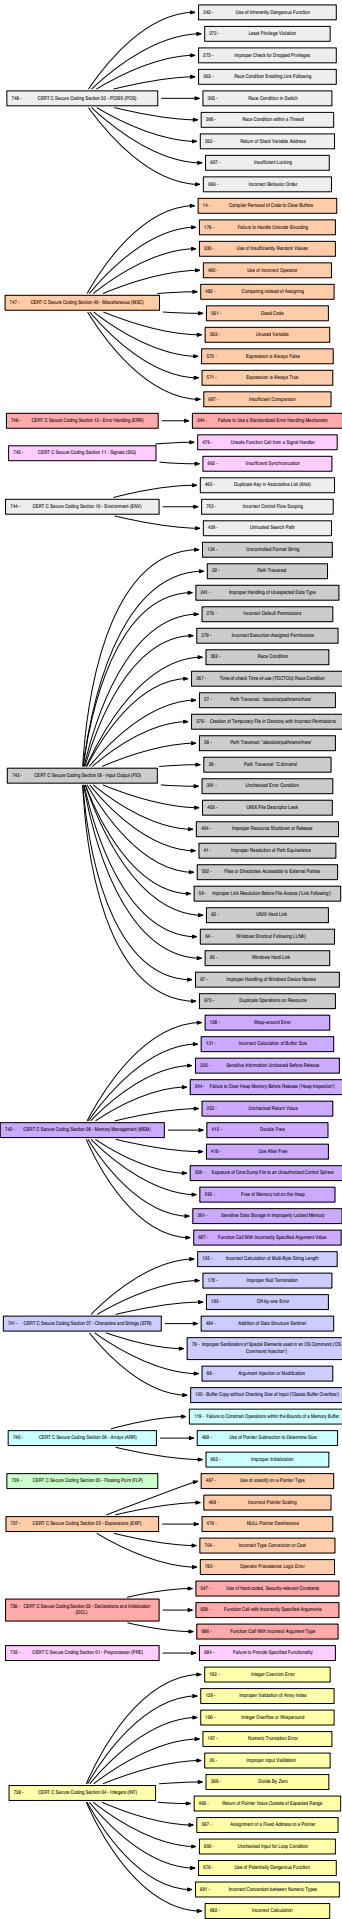 242 - Use of Inherently Dangerous Function
272 - Least Privilege Violation
273 - Improper Check for Dropped Privileges
363 - Race Condition Enabling Link Following
748 - CERT C Secure Coding Section 50 - POSIX (POS)
365 - Race Condition in Switch
366 - Race Condition within a Thread
562 - Return of Stack Variable Address
667 - Insufficient Locking
696 - Incorrect Behavior Order
14 - Compiler Removal of Code to Clear Buffers
176 - Failure to Handle Unicode Encoding
330 - Use of Insufficiently Random Values
480 - Use of Incorrect Operator
482 - Comparing instead of Assigning
747 - CERT C Secure Coding Section 49 - Miscellaneous (MSC)
561 - Dead Code
563 - Unused Variable
570 - Expression is Always False
571 - Expression is Always True
697 - Insufficient Comparison
746 - CERT C Secure Coding Section 12 - Error Handling (ERR)
544 - Failure to Use a Standardized Error Handling Mechanism
479 - Unsafe Function Call from a Signal Handler
745 - CERT C Secure Coding Section 11 - Signals (SIG)
662 - Insufficient Synchronization
462 - Duplicate Key in Associative List (Alist)
744 - CERT C Secure Coding Section 10 - Environment (ENV)
705 - Incorrect Control Flow Scoping
426 - Untrusted Search Path
134 - Uncontrolled Format String
22 - Path Traversal
241 - Improper Handling of Unexpected Data Type
276 - Incorrect Default Permissions
279 - Incorrect Execution-Assigned Permissions
362 - Race Condition
367 - Time-of-check Time-of-use (TOCTOU) Race Condition
37 - Path Traversal: '/absolute/pathname/here'
379 - Creation of Temporary File in Directory with Incorrect Permissions
38 - Path Traversal: '\absolute\pathname\here'
39 - Path Traversal: 'C:dirname'
743 - CERT C Secure Coding Section 09 - Input Output (FIO)
391 - Unchecked Error Condition
403 - UNIX File Descriptor Leak
404 - Improper Resource Shutdown or Release
41 - Improper Resolution of Path Equivalence
552 - Files or Directories Accessible to External Parties
59 - Improper Link Resolution Before File Access ('Link Following')
62 - UNIX Hard Link
64 - Windows Shortcut Following (.LNK)
65 - Windows Hard Link
67 - Improper Handling of Windows Device Names
675 - Duplicate Operations on Resource
128 - Wrap-around Error
131 - Incorrect Calculation of Buffer Size
226 - Sensitive Information Uncleared Before Release
244 - Failure to Clear Heap Memory Before Release ('Heap Inspection')
252 - Unchecked Return Value
742 - CERT C Secure Coding Section 08 - Memory Management (MEM)
415 - Double Free
416 - Use After Free
528 - Exposure of Core Dump File to an Unauthorized Control Sphere
590 - Free of Memory not on the Heap
591 - Sensitive Data Storage in Improperly Locked Memory
687 - Function Call With Incorrectly Specified Argument Value
135 - Incorrect Calculation of Multi-Byte String Length
170 - Improper Null Termination
193 - Off-by-one Error
741 - CERT C Secure Coding Section 07 - Characters and Strings (STR)
464 - Addition of Data Structure Sentinel
78 - Improper Sanitization of Special Elements used in an OS Command ('OS
Command Injection')
88 - Argument Injection or Modification
120 - Buffer Copy without Checking Size of Input ('Classic Buffer Overflow')
119 - Failure to Constrain Operations within the Bounds of a Memory Buffer
740 - CERT C Secure Coding Section 06 - Arrays (ARR)
469 - Use of Pointer Subtraction to Determine Size
665 - Improper Initialization
739 - CERT C Secure Coding Section 05 - Floating Point (FLP)
467 - Use of sizeof() on a Pointer Type
468 - Incorrect Pointer Scaling
737 - CERT C Secure Coding Section 03 - Expressions (EXP)
476 - NULL Pointer Dereference
704 - Incorrect Type Conversion or Cast
783 - Operator Precedence Logic Error
547 - Use of Hard-coded, Security-relevant Constants
736 - CERT C Secure Coding Section 02 - Declarations and Initialization
(DCL)
628 - Function Call with Incorrectly Specified Arguments
686 - Function Call With Incorrect Argument Type
735 - CERT C Secure Coding Section 01 - Preprocessor (PRE)
684 - Failure to Provide Specified Functionality
192 - Integer Coercion Error
129 - Improper Validation of Array Index
190 - Integer Overflow or Wraparound
197 - Numeric Truncation Error
20 - Improper Input Validation
369 - Divide By Zero
738 - CERT C Secure Coding Section 04 - Integers (INT)
466 - Return of Pointer Value Outside of Expected Range
587 - Assignment of a Fixed Address to a Pointer
606 - Unchecked Input for Loop Condition
676 - Use of Potentially Dangerous Function
681 - Incorrect Conversion between Numeric Types
682 - Incorrect Calculation